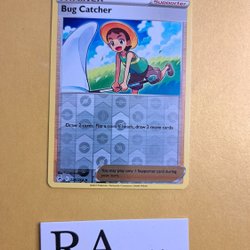 TRAINER
Supporter
Bug Catcher
Draw 2 cards. Flip a coin. If heads, draw 2 more cards.
You may play only 1 Supporter card during your turn.
RA